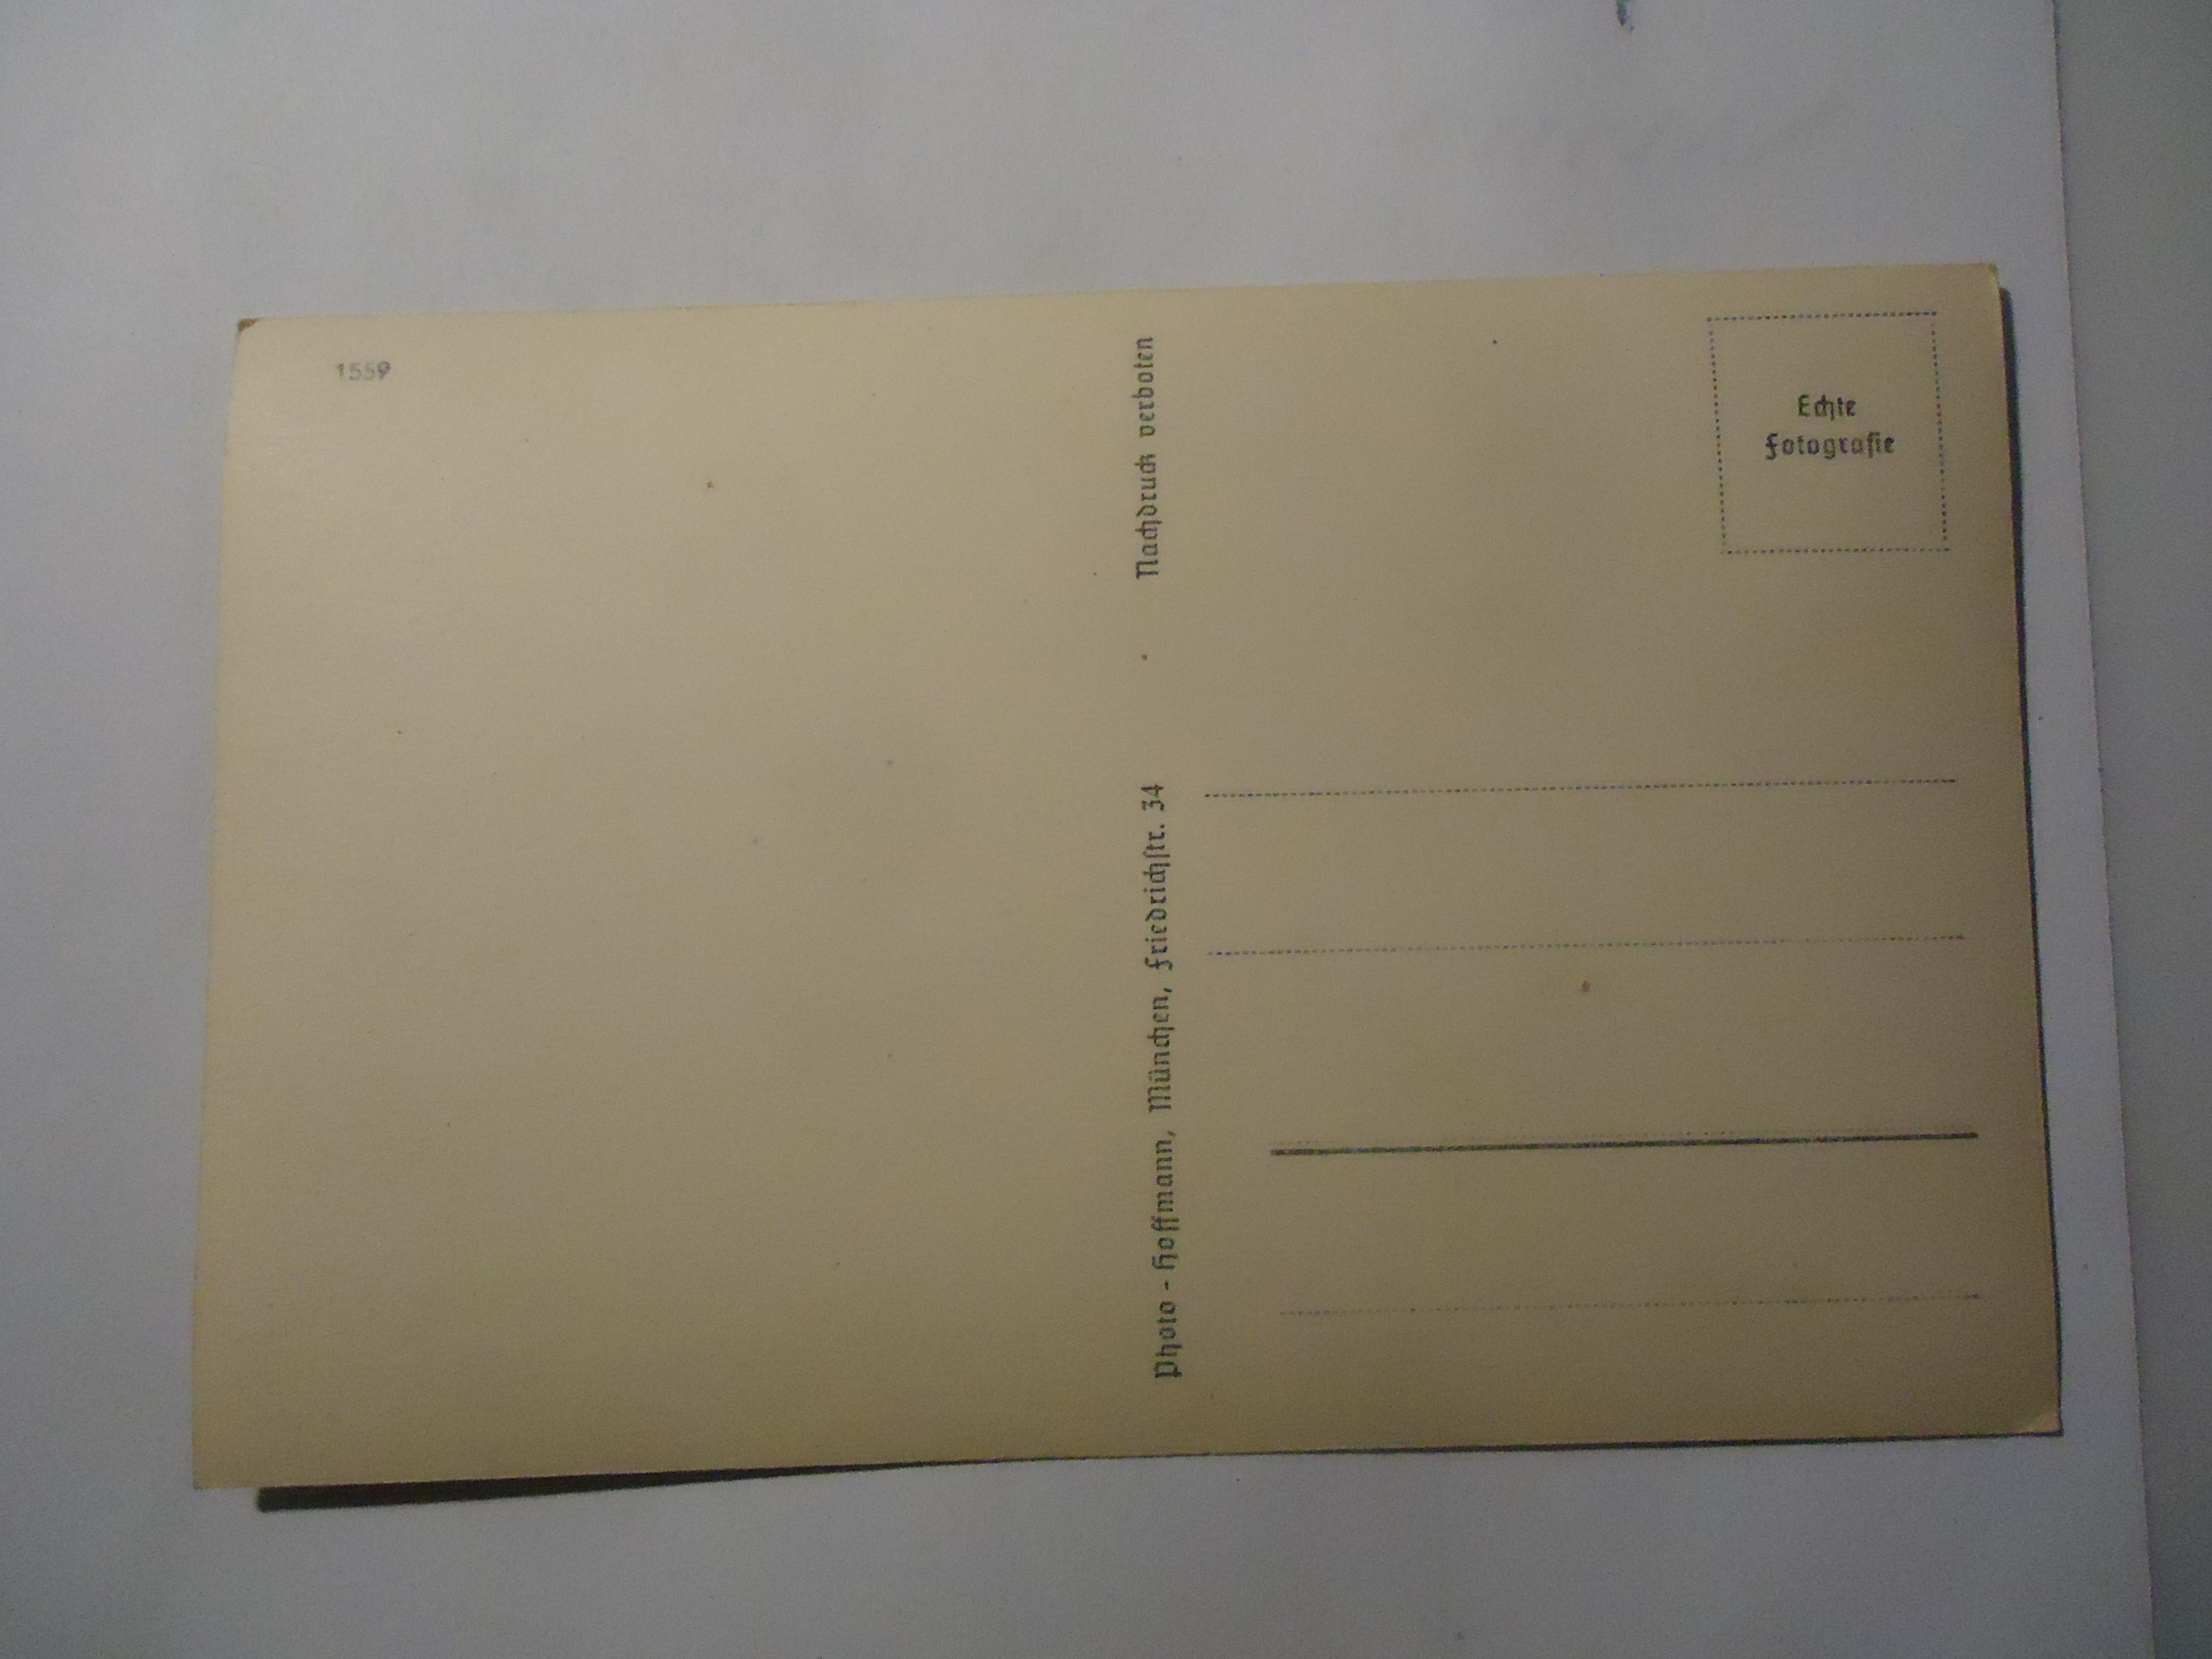 1559
Nachdruck verboten
Photo - Hoffmann, München, Friedrichstr. 34
Echte
Fotografie